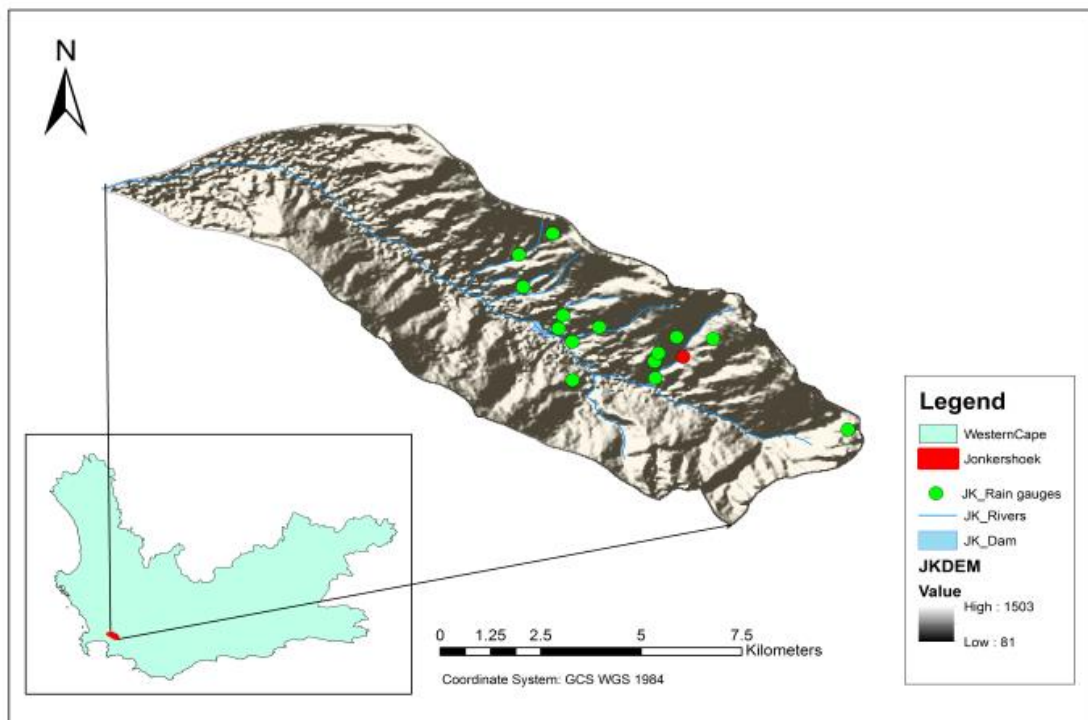 N
Legend
WesternCape
Jonkershoek
JK_Rain gauges
JK_Rivers
JK_Dam
JKDEM
Value
High : 1503
Low : 81
0 1.25 2.5 5 7.5
Kilometers
Coordinate System: GCS WGS 1984